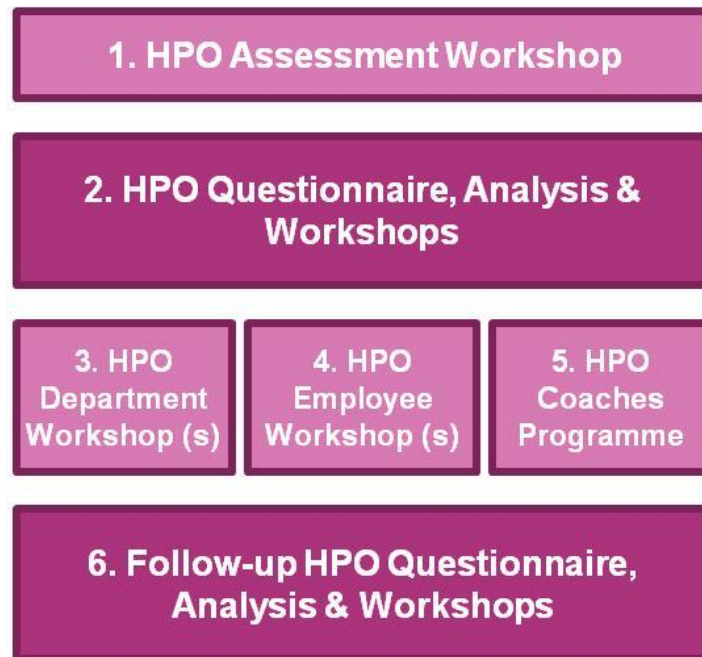 1. HPO Assessment Workshop
2. HPO Questionnaire, Analysis &
Workshops
3. HPO
Department
Workshop (s)
4. HPO
Employee
Workshop (s)
5. HPO
Coaches
Programme
6. Follow-up HPO Questionnaire,
Analysis & Workshops